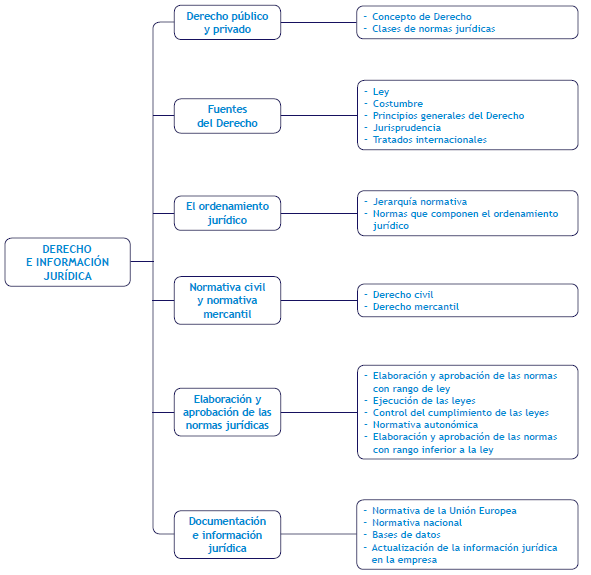 DERECHO
E INFORMACIÓN
JURÍDICA
Derecho público
y privado
- Concepto de Derecho
- Clases de normas jurídicas
Fuentes
del Derecho
- Ley
- Costumbre
- Principios generales del Derecho
- Jurisprudencia
- Tratados internacionales
El ordenamiento
jurídico
- Jerarquía normativa
- Normas que componen el ordenamiento
jurídico
Normativa civil
y normativa
mercantil
- Derecho civil
- Derecho mercantil
Elaboración y
aprobación de las
normas jurídicas
- Elaboración y aprobación de las normas
con rango de ley
- Ejecución de las leyes
- Control del cumplimiento de las leyes
- Normativa autonómica
- Elaboración y aprobación de las normas
con rango inferior a la ley
Documentación
e información
jurídica
- Normativa de la Unión Europea
- Normativa nacional
- Bases de datos
- Actualización de la información jurídica
en la empresa